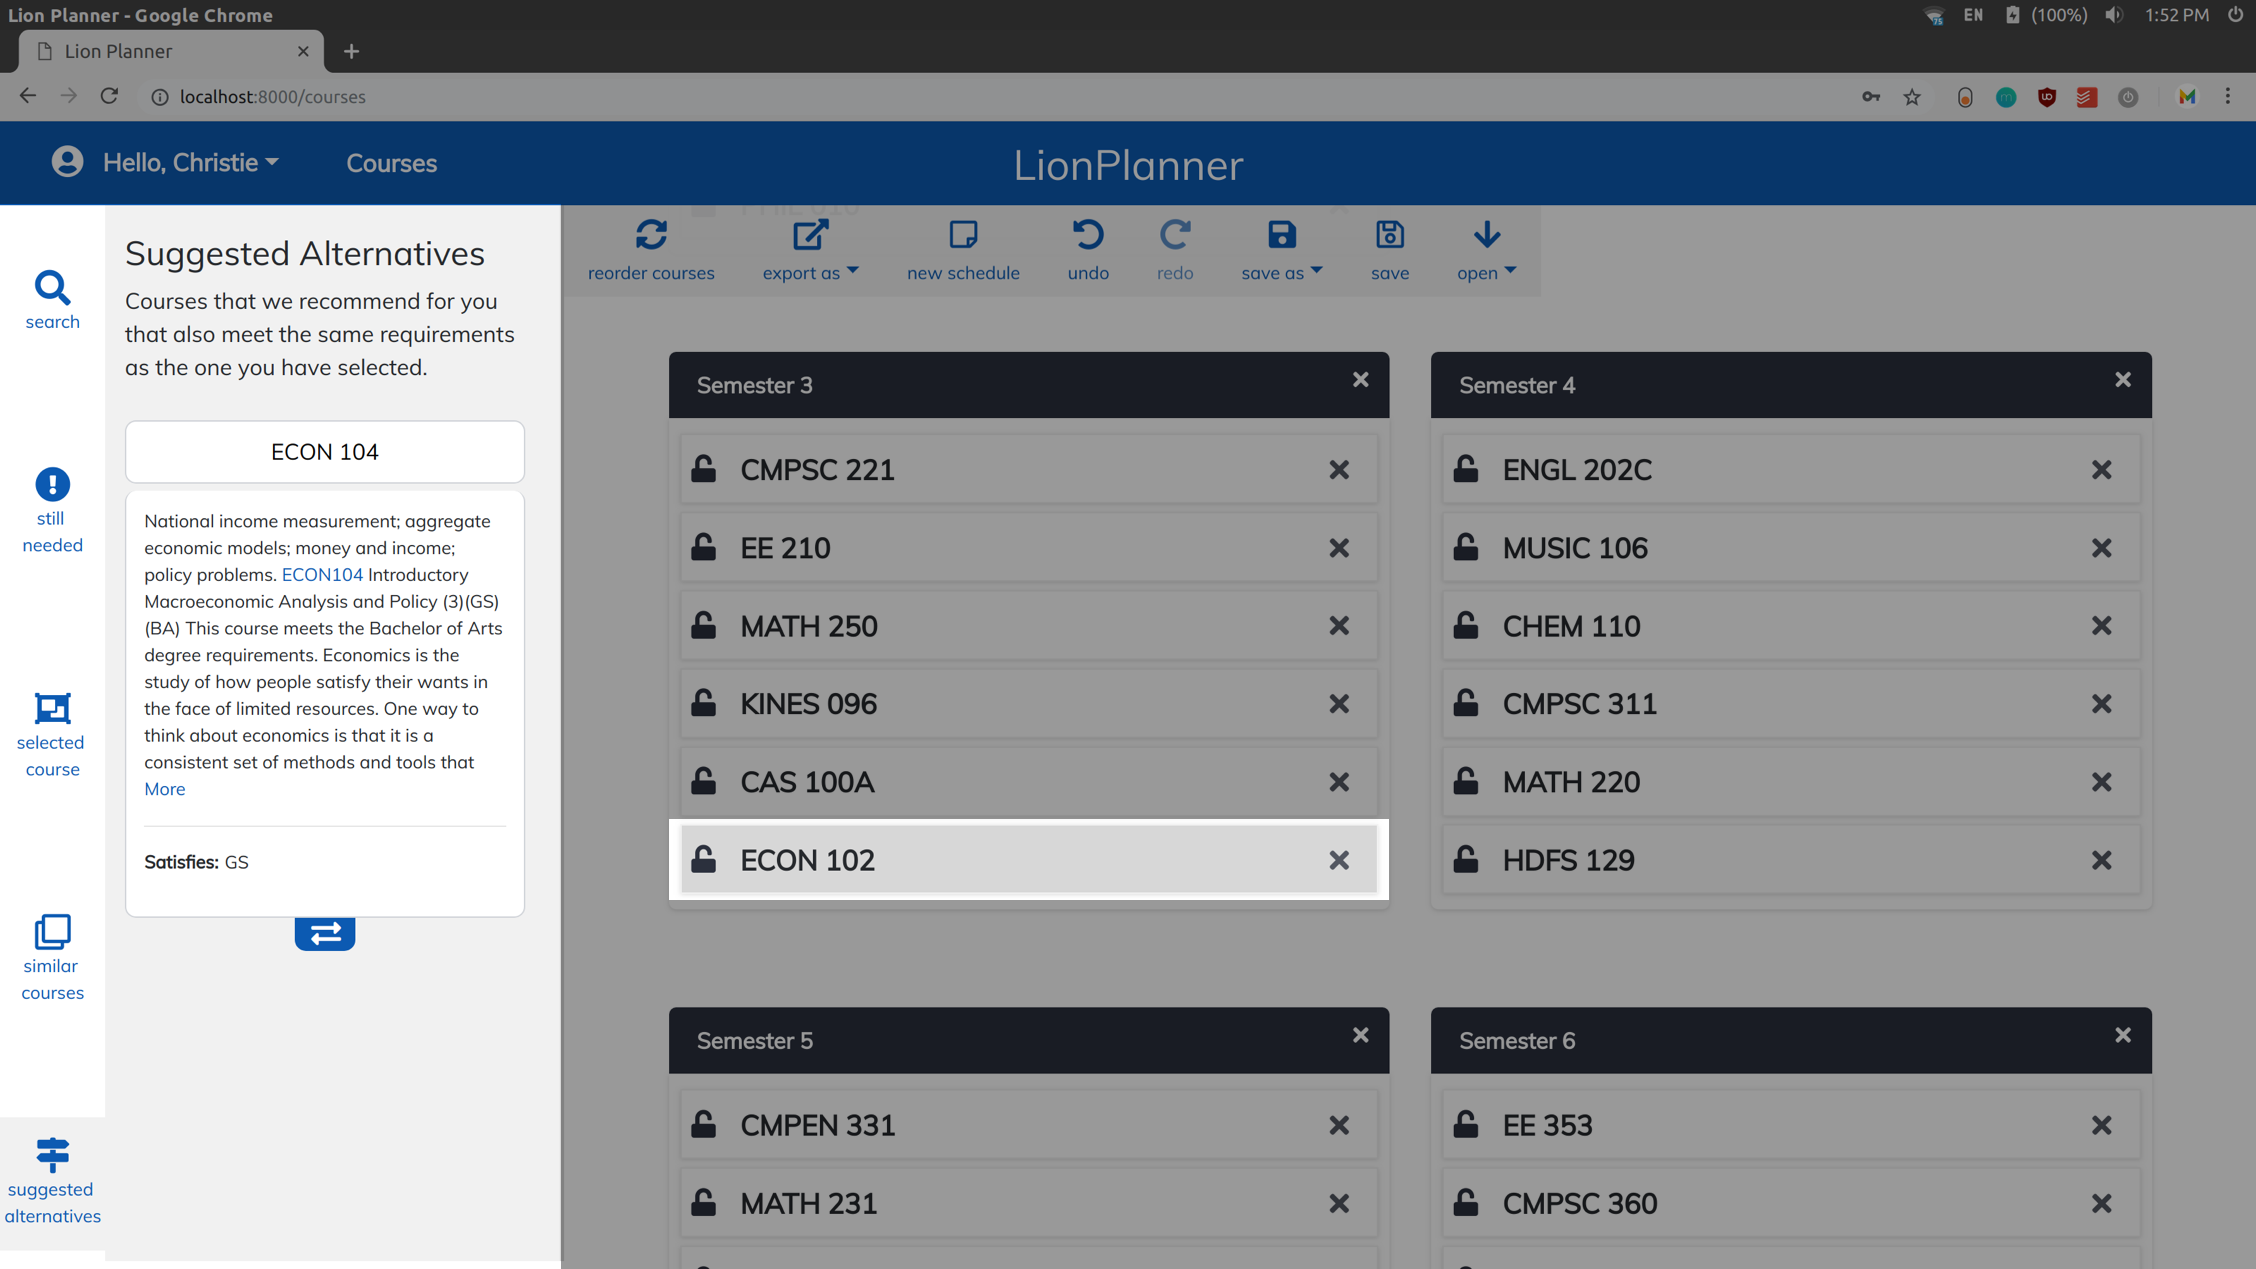 Lion Planner - Google Chrome
EN (100%) 1:52 PM
Lion Planner
localhost:8000/courses
Hello, Christie
Courses
LionPlanner
search
still
needed
selected
course
similar
courses
suggested
alternatives
Suggested Alternatives
Courses that we recommend for you
that also meet the same requirements
as the one you have selected.
ECON 104
National income measurement; aggregate
economic models; money and income;
policy problems. ECON104 Introductory
Macroeconomic Analysis and Policy (3)(GS)
(BA) This course meets the Bachelor of Arts
degree requirements. Economics is the
study of how people satisfy their wants in
the face of limited resources. One way to
think about economics is that it is a
consistent set of methods and tools that
More
Satisfies: GS
reorder courses
export as
new schedule
undo
redo
save as
save
open
Semester 3
CMPSC 221
EE 210
MATH 250
KINES 096
CAS 100A
ECON 102
Semester 4
ENGL 202C
MUSIC 106
CHEM 110
CMPSC 311
MATH 220
HDFS 129
Semester 5
CMPEN 331
MATH 231
Semester 6
EE 353
CMPSC 360